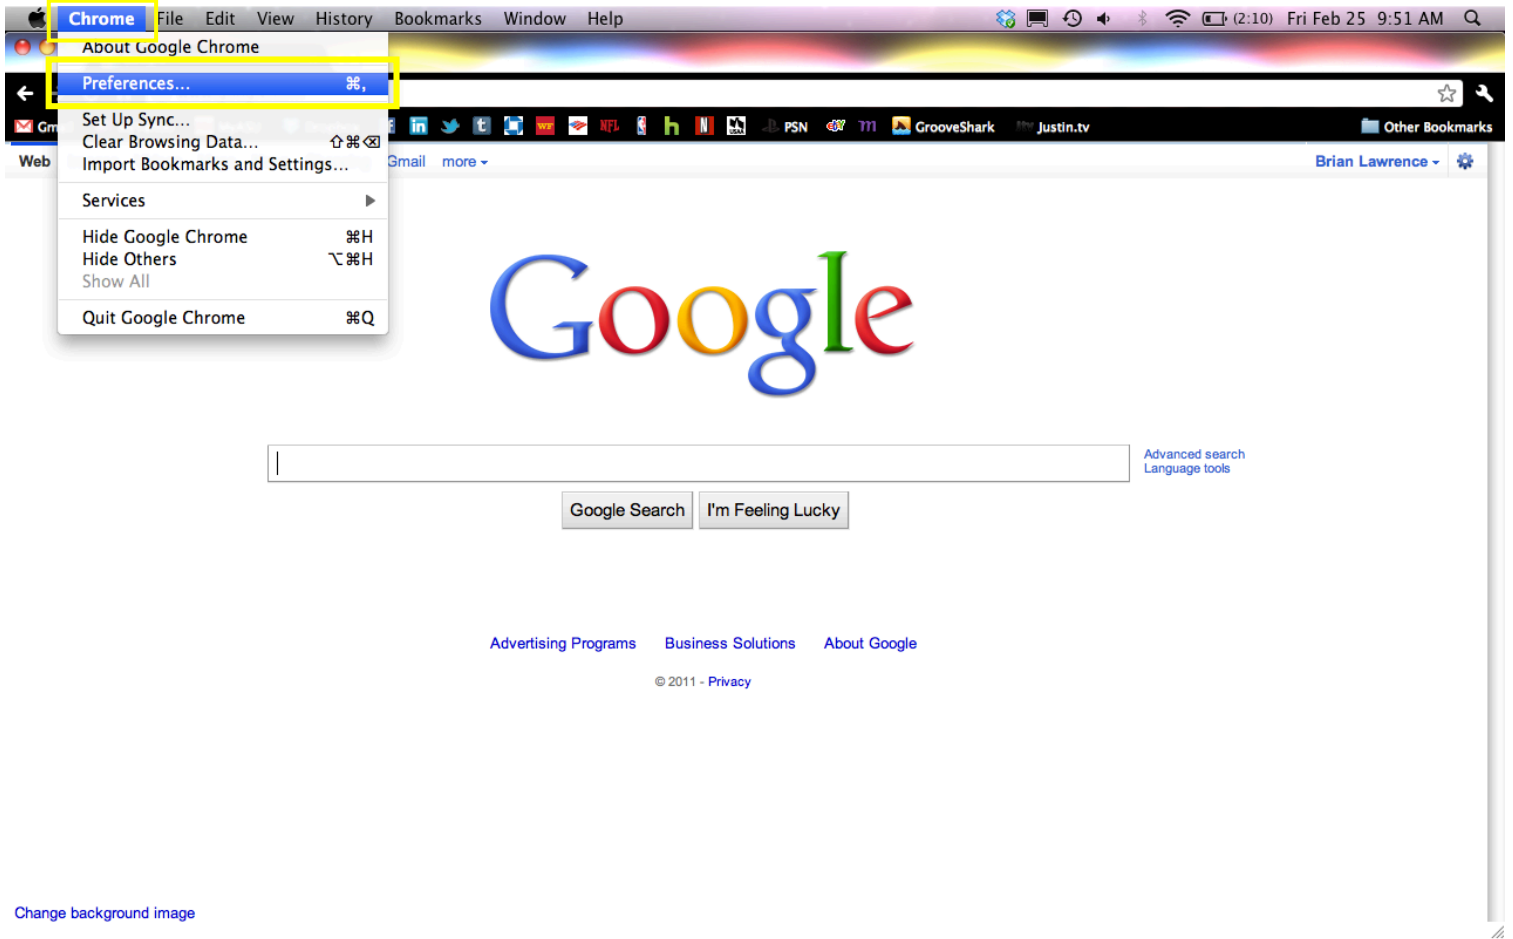 Chrome File Edit View History Bookmarks Window Help (2:10) Fri Feb 25 9:51 AM
About Google Chrome
Preferences... ⌘,
Set Up Sync...
Clear Browsing Data... ⇧⌘⌫
Import Bookmarks and Settings...
Services
Hide Google Chrome ⌘H
Hide Others ⌥⌘H
Show All
Quit Google Chrome ⌘Q
in t WF NFL h N PSN m GrooveShark Justin.tv Other Bookmarks
Web Gmail more Brian Lawrence
Google
Advanced search
Language tools
Google Search I'm Feeling Lucky
Advertising Programs Business Solutions About Google
© 2011 - Privacy
Change background image